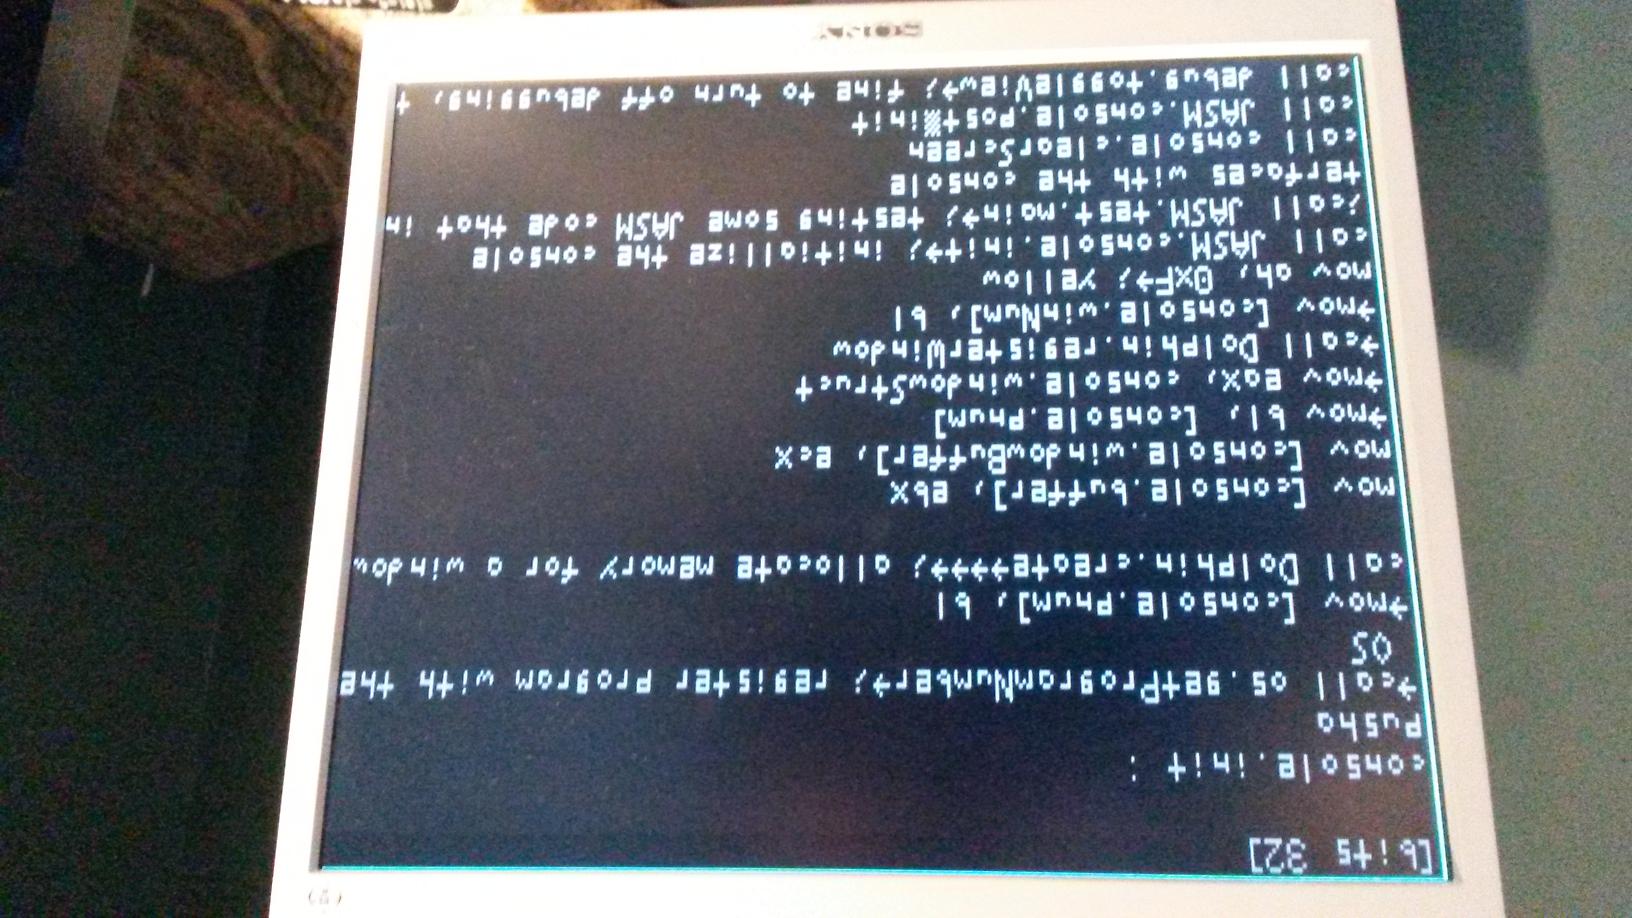 [bits 32]
console.init :
pusha
→call os.getProgramNumber→; register program with the
OS
→mov [console.pnum], bl
call Dolphin.create→→→→; allocate memory for a window
mov [console.buffer], ebx
mov [console.windowBuffer], ecx
→mov bl, [console.pnum]
→mov eax, console.windowStruct
→call Dolphin.registerWindow
→mov [console.winNum], bl
mov ah, 0xF→; yellow
call JASM.console.init→; initiallize the console
;call JASM.test.main→; testing some JASM code that in
terfaces with the console
call console.clearScreen
call JASM.console.post▒init
call debug.toggleView→; fine to turn off debugging, t
SONY